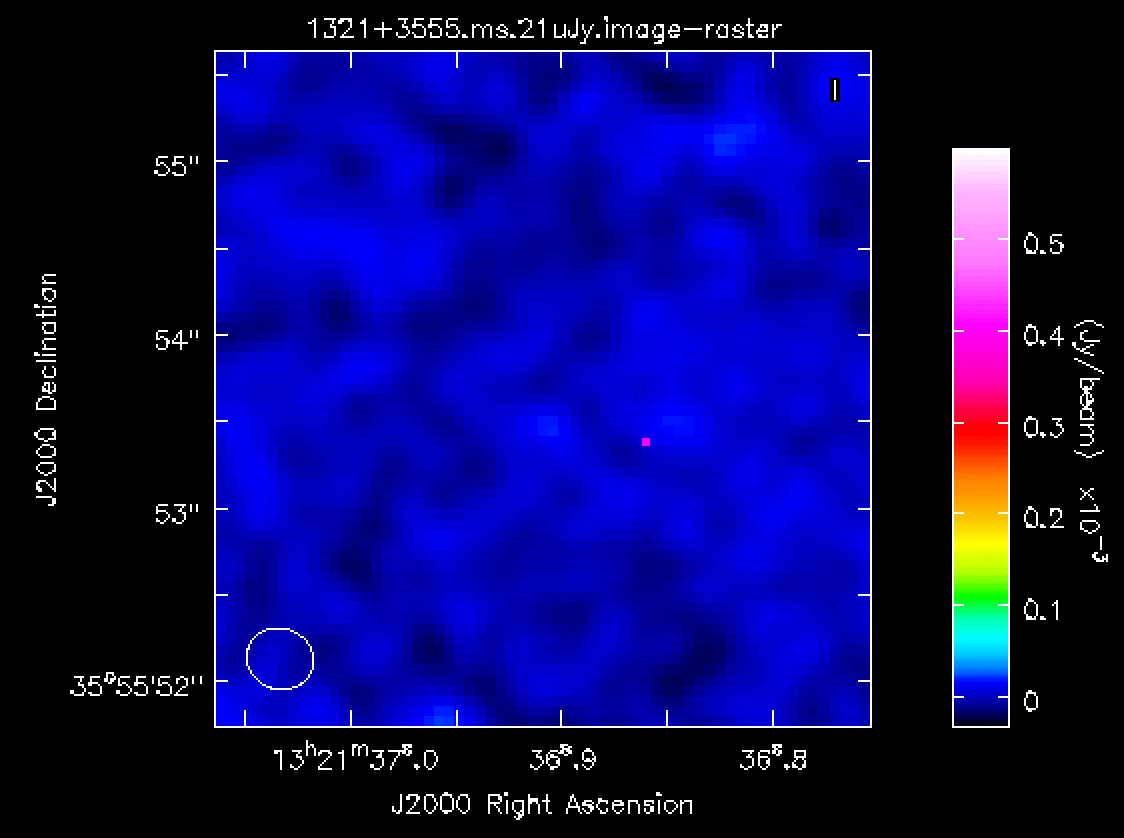 1321+3555.ms.21uJy.image-raster
I
55"
54"
53"
35°55'52"
J2000 Declination
13h21m37s.0
36s.9
36s.8
J2000 Right Ascension
0.5
0.4
0.3
0.2
0.1
0
(Jy/beam) x10-3